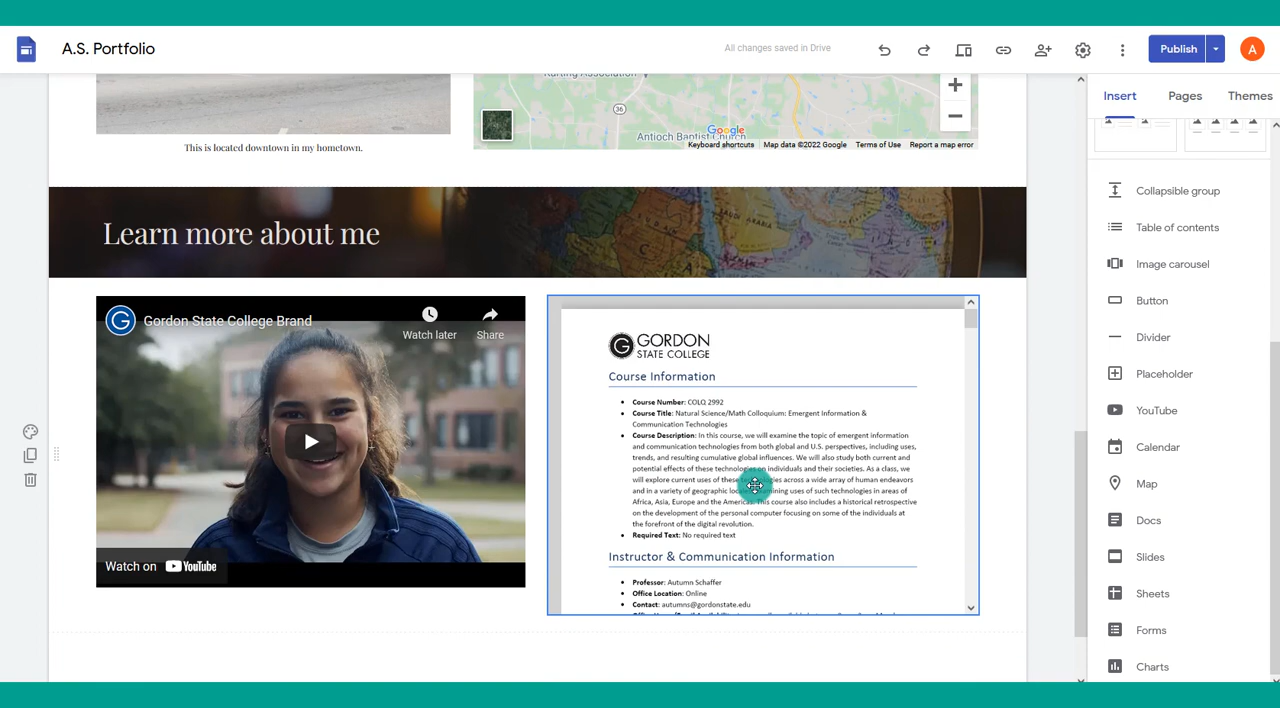 A.S. Portfolio
All changes saved in Drive
Publish
A
Insert
Pages
Themes
36
Antioch Baptist Church
Google
Keyboard shortcuts
Map data ©2022 Google
Terms of Use
Report a map error
This is located downtown in my hometown.
Learn more about me
G
Gordon State College Brand
Watch later
Share
Watch on
YouTube
G GORDON
STATE COLLEGE
Course Information
Course Number: COLQ 2992
Course Title: Natural Science/Math Colloquium: Emergent Information &
Communication Technologies
Course Description: In this course, we will examine the topic of emergent information
and communication technologies from both global and U.S. perspectives, including uses,
trends, and resulting cumulative global influences. We will also study both current and
potential effects of these technologies on individuals and their societies. As a class, we
will explore current uses of these technologies across a wide array of human endeavors
and in a variety of geographic examining uses of such technologies in areas of
Africa, Asia, Europe and the This course also includes a historical retrospective
on the development of the personal computer focusing on some of the individuals at
the forefront of the digital revolution.
Required Text: No required text
Instructor & Communication Information
Professor: Autumn Schaffer
Office Location: Online
Contact: autumns@gordonstate.edu
Collapsible group
Table of contents
Image carousel
Button
Divider
Placeholder
YouTube
Calendar
Map
Docs
Slides
Sheets
Forms
Charts